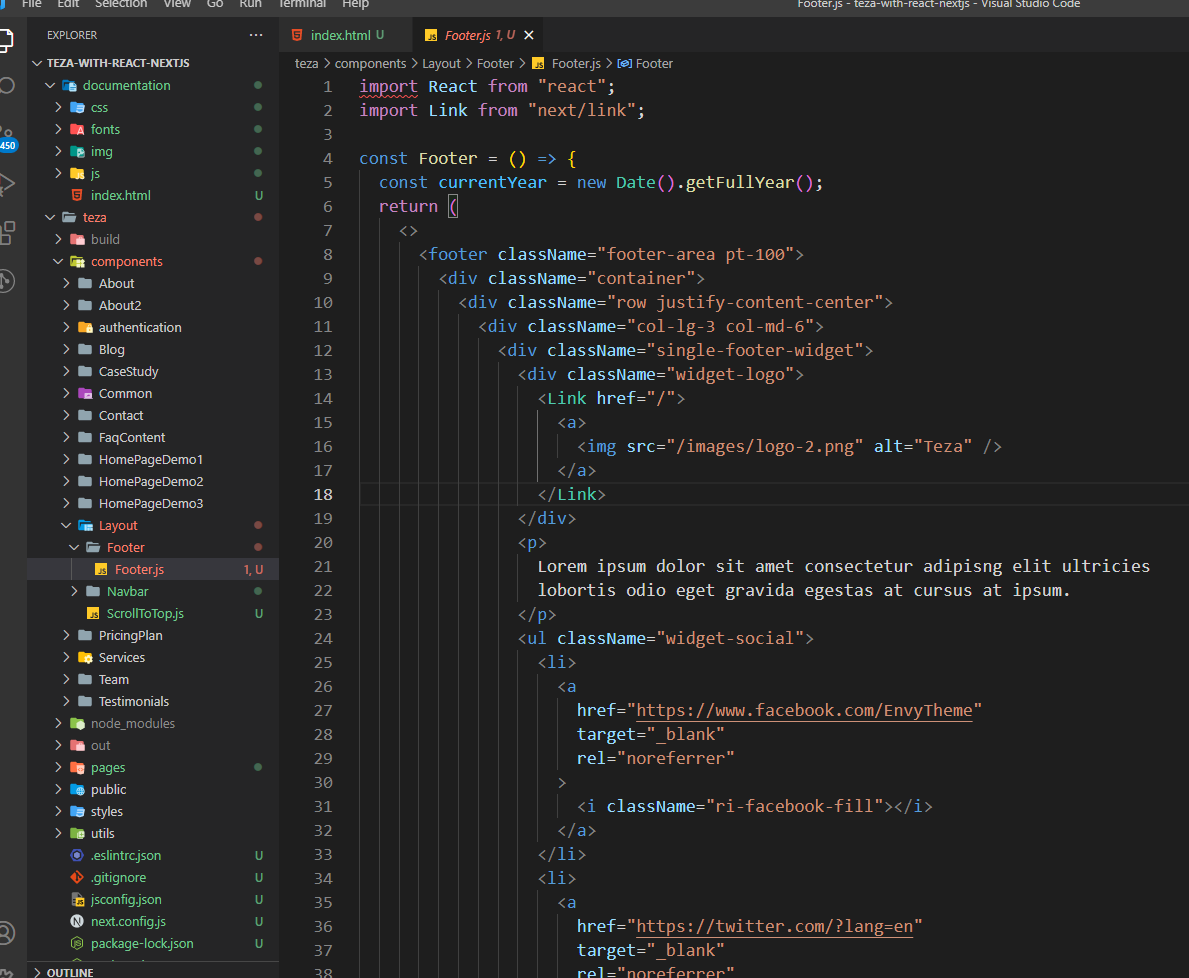 File Edit Selection View Go Run Terminal Help
Footer.js - teza-with-react-nextjs - Visual Studio Code
EXPLORER ···
TEZA-WITH-REACT-NEXTJS
documentation
css
fonts
img
js
index.html U
teza
build
components
About
About2
authentication
Blog
CaseStudy
Common
Contact
FaqContent
HomePageDemo1
HomePageDemo2
HomePageDemo3
Layout
Footer
Footer.js 1, U
Navbar
ScrollToTop.js U
PricingPlan
Services
Team
Testimonials
node_modules
out
pages
public
styles
utils
.eslintrc.json U
.gitignore U
jsconfig.json U
next.config.js U
package-lock.json U
OUTLINE
450
index.html U
Footer.js 1, U
teza > components > Layout > Footer > Footer.js > Footer
1 import React from "react";
2 import Link from "next/link";
3
4 const Footer = () => {
5 const currentYear = new Date().getFullYear();
6 return (
7 <>
8 <footer className="footer-area pt-100">
9 <div className="container">
10 <div className="row justify-content-center">
11 <div className="col-lg-3 col-md-6">
12 <div className="single-footer-widget">
13 <div className="widget-logo">
14 <Link href="/">
15 <a>
16 <img src="/images/logo-2.png" alt="Teza" />
17 </a>
18 </Link>
19 </div>
20 <p>
21 Lorem ipsum dolor sit amet consectetur adipisng elit ultricies
22 lobortis odio eget gravida egestas at cursus at ipsum.
23 </p>
24 <ul className="widget-social">
25 <li>
26 <a
27 href="https://www.facebook.com/EnvyTheme"
28 target="_blank"
29 rel="noreferrer"
30 >
31 <i className="ri-facebook-fill"></i>
32 </a>
33 </li>
34 <li>
35 <a
36 href="https://twitter.com/?lang=en"
37 target="_blank"
38 rel="noreferrer"